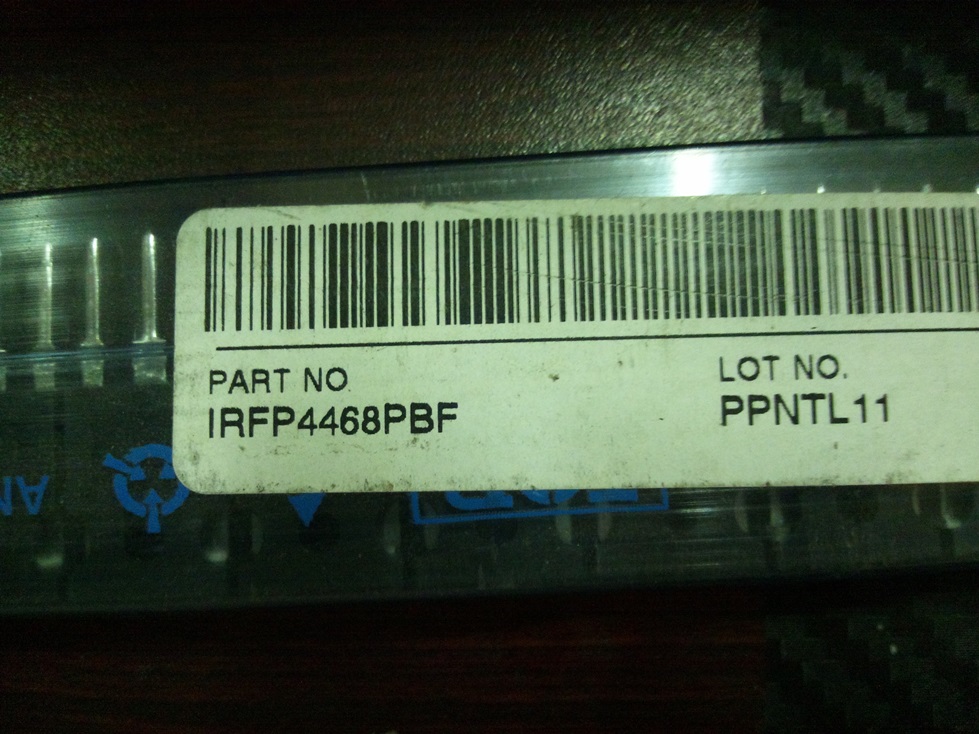 PART NO
LOT NO.
IRFP4468PBF
PPNTL11